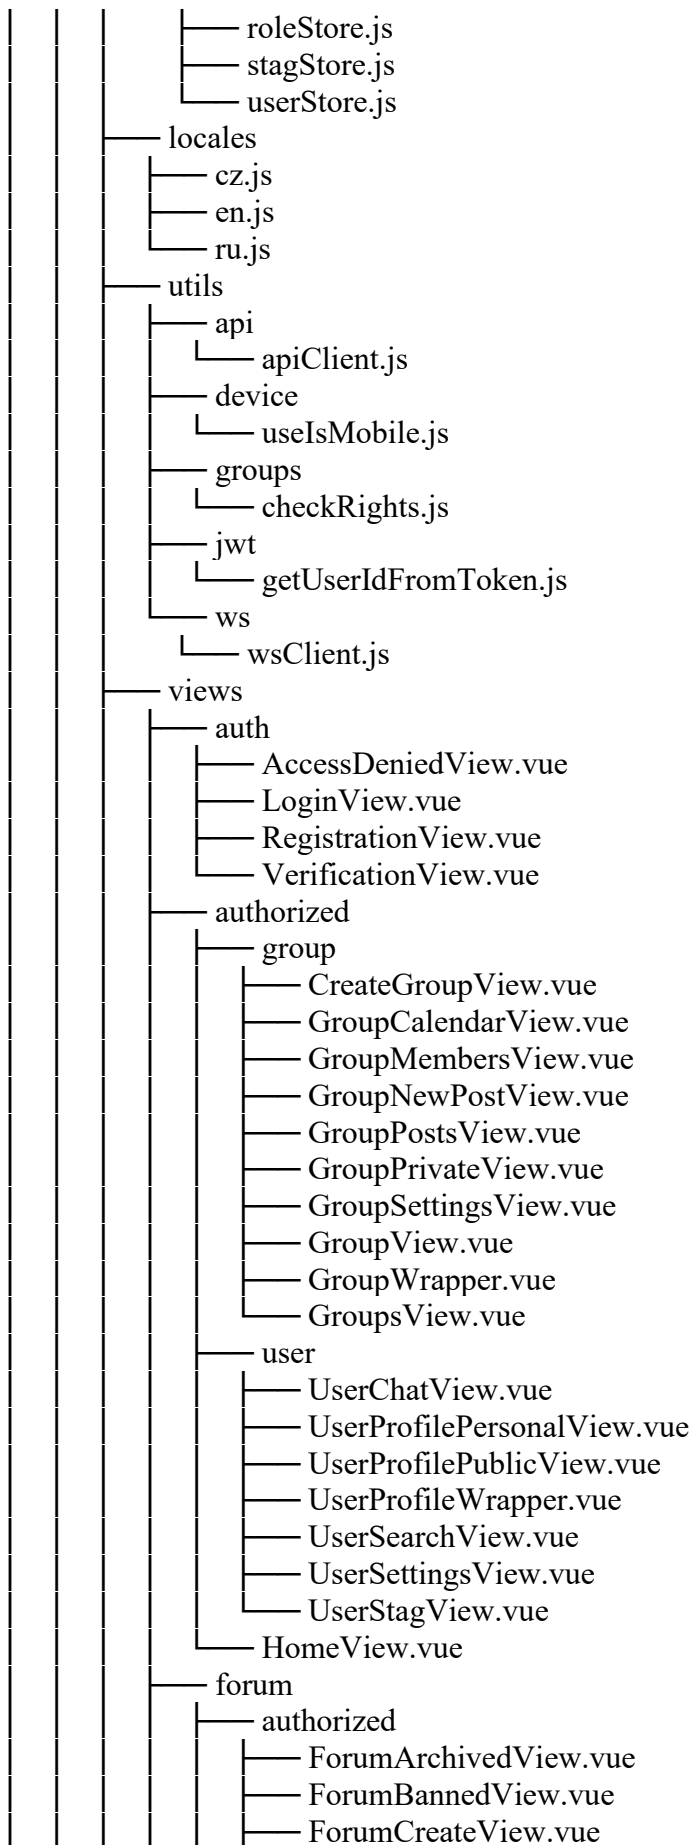 roleStore.js
stagStore.js
userStore.js
locales
cz.js
en.js
ru.js
utils
api
apiClient.js
device
useIsMobile.js
groups
checkRights.js
jwt
getUserIdFromToken.js
ws
wsClient.js
views
auth
AccessDeniedView.vue
LoginView.vue
RegistrationView.vue
VerificationView.vue
authorized
group
CreateGroupView.vue
GroupCalendarView.vue
GroupMembersView.vue
GroupNewPostView.vue
GroupPostsView.vue
GroupPrivateView.vue
GroupSettingsView.vue
GroupView.vue
GroupWrapper.vue
GroupsView.vue
user
UserChatView.vue
UserProfilePersonalView.vue
UserProfilePublicView.vue
UserProfileWrapper.vue
UserSearchView.vue
UserSettingsView.vue
UserStagView.vue
HomeView.vue
forum
authorized
ForumArchivedView.vue
ForumBannedView.vue
ForumCreateView.vue